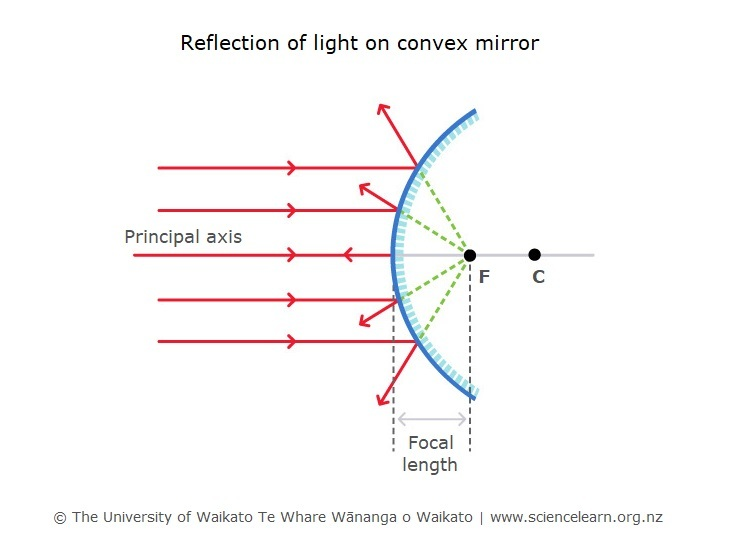 Reflection of light on convex mirror
Principal axis
F
C
Focal
length
© The University of Waikato Te Whare Wānanga o Waikato | www.sciencelearn.org.nz